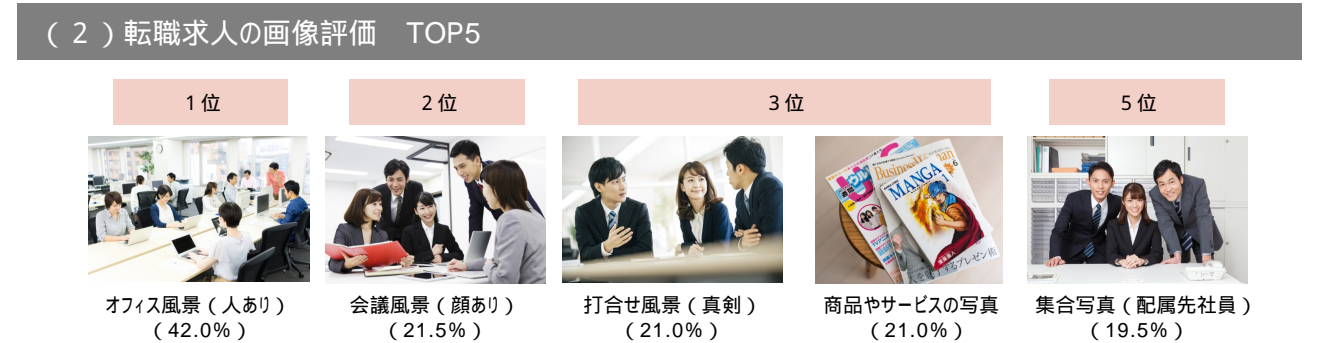 (2)転職求人の画像評価 TOP5
1位
2位
3位
5位
Business
MANGA
オフィス風景(人あり)
(42.0%)
会議風景(顔あり)
(21.5%)
打合せ風景(真剣)
(21.0%)
商品やサービスの写真
(21.0%)
集合写真(配属先社員)
(19.5%)